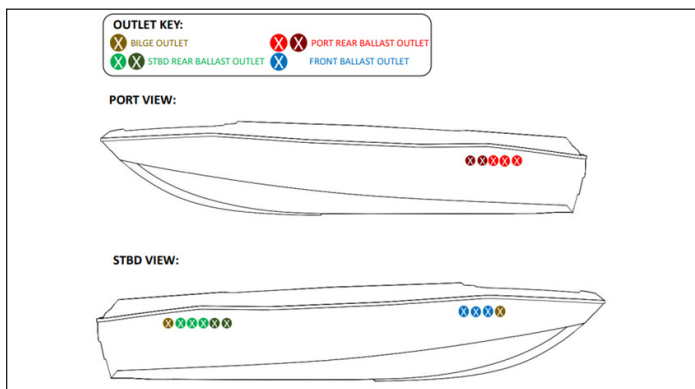 OUTLET KEY:
X BILGE OUTLET X X PORT REAR BALLAST OUTLET
X X STBD REAR BALLAST OUTLET X FRONT BALLAST OUTLET
PORT VIEW:
X X X X X
STBD VIEW:
X X X X
X X X X X X